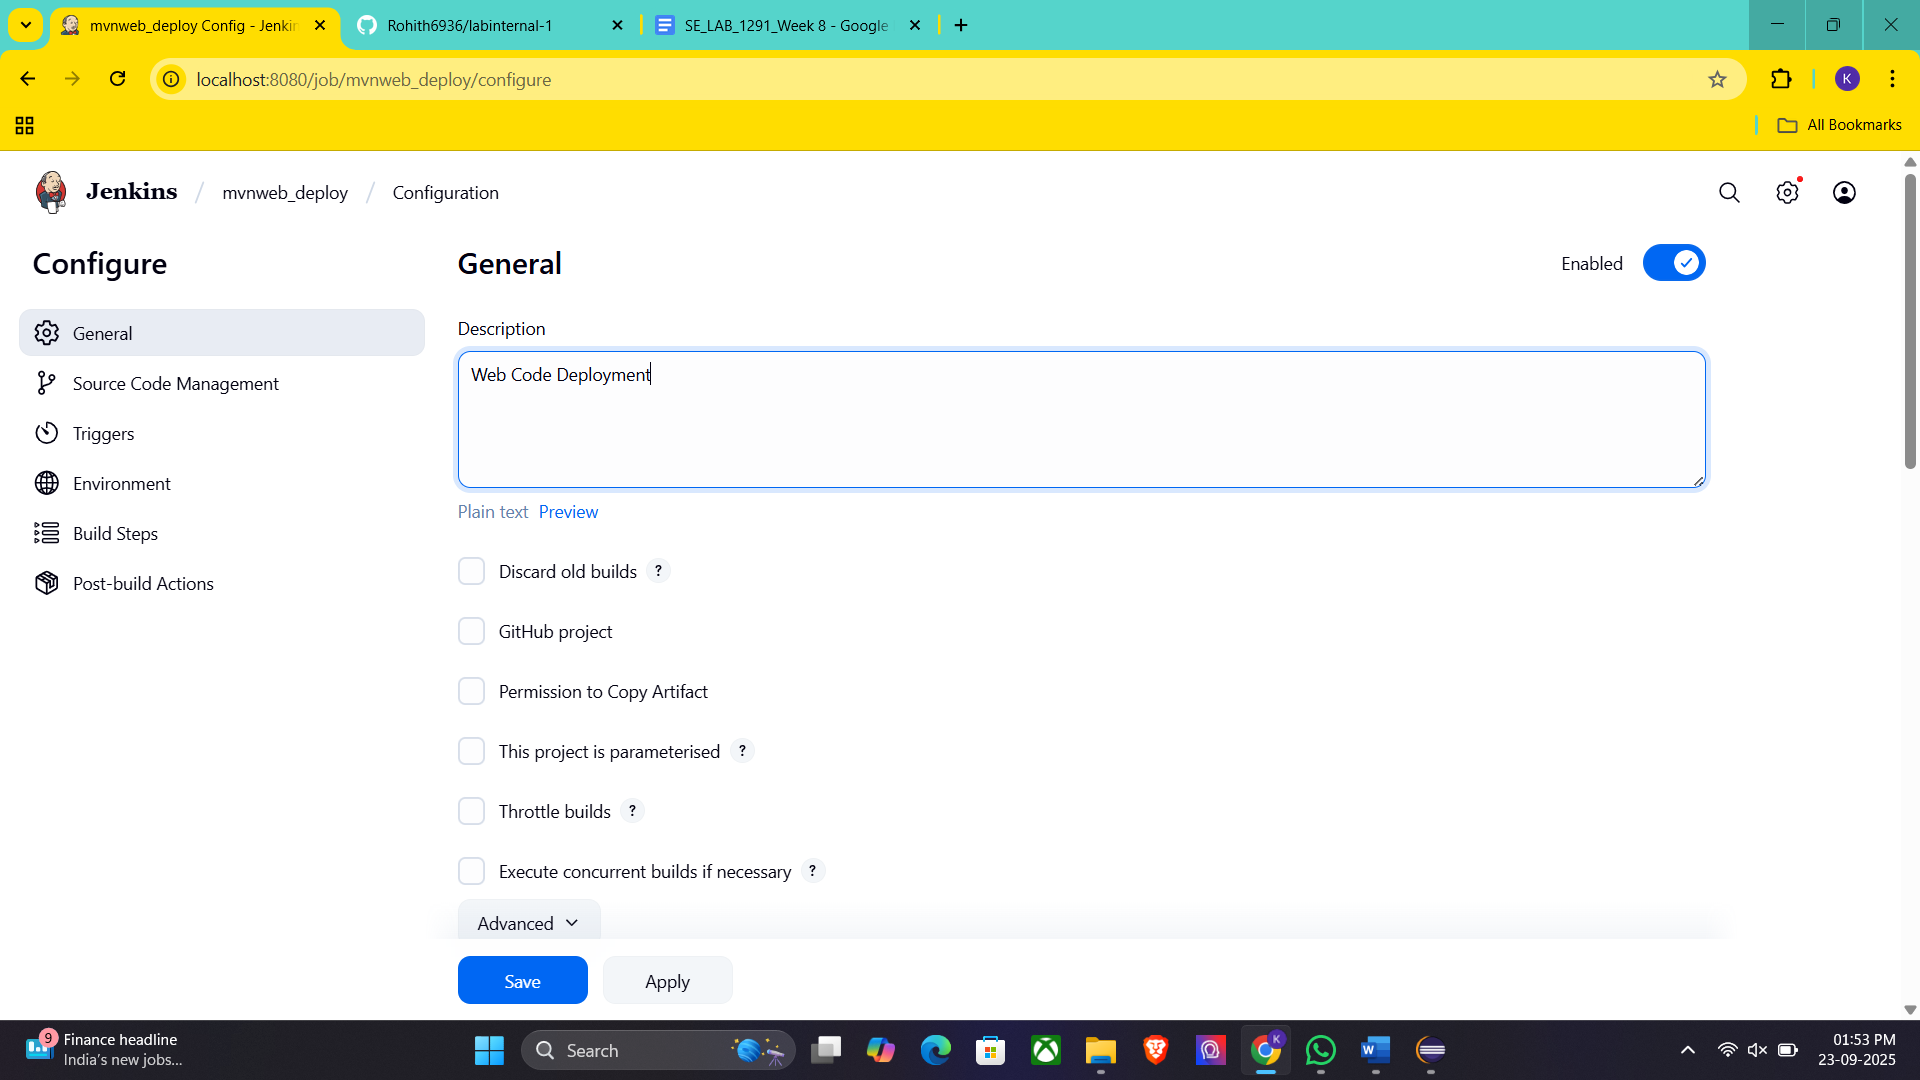 mvnweb_deploy Config - Jenkin
Rohith6936/labinternal-1
SE_LAB_1291_Week 8 - Google
localhost:8080/job/mvnweb_deploy/configure
K
All Bookmarks
Jenkins / mvnweb_deploy / Configuration
Configure
General
Source Code Management
Triggers
Environment
Build Steps
Post-build Actions
General
Enabled
Description
Web Code Deployment
Plain text Preview
Discard old builds ?
GitHub project
Permission to Copy Artifact
This project is parameterised ?
Throttle builds ?
Execute concurrent builds if necessary ?
Advanced
Save
Apply
9
Finance headline
India's new jobs...
Search
K
W
01:53 PM
23-09-2025